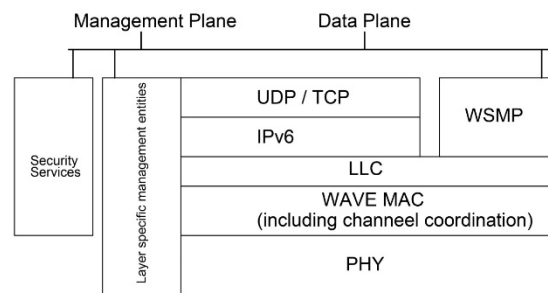 Management Plane
Data Plane
Security
Services
Layer specific management entities
UDP / TCP
IPv6
WSMP
LLC
WAVE MAC
(including channeel coordination)
PHY